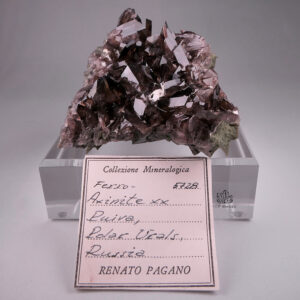 Collezione Mineralogica
Ferro- 5728
Axinite xx
Puiva,
Polar Urals,
Russia
RENATO PAGANO